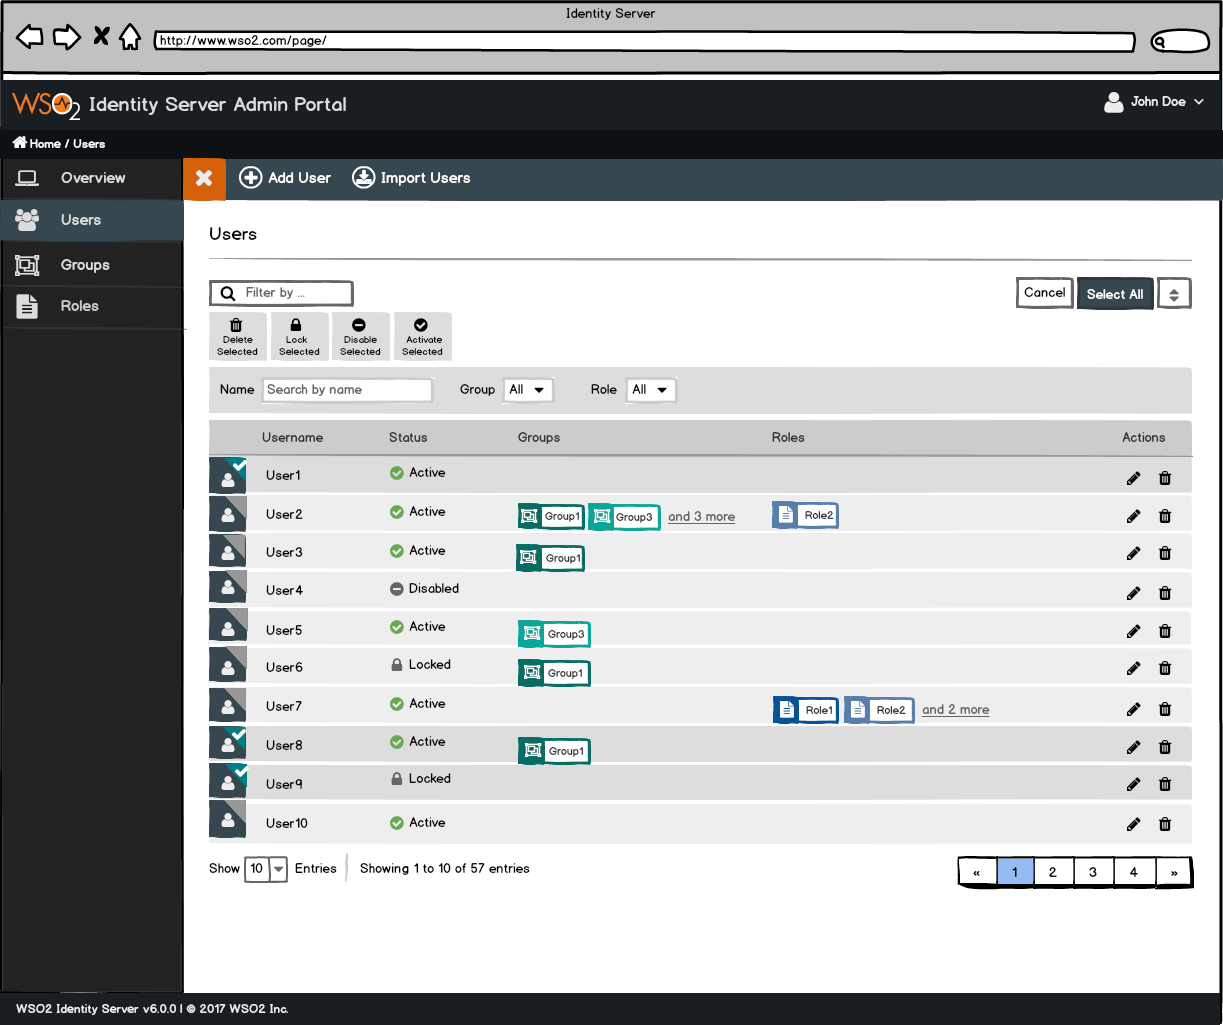 Identity Server
http://www.wso2.com/page/
WSO2 Identity Server Admin Portal
John Doe
Home / Users
Overview
Users
Groups
Roles
Add User
Import Users
Users
Filter by ...
Cancel
Select All
Delete Selected
Lock Selected
Disable Selected
Activate Selected
Name Search by name Group All Role All
Username Status Groups Roles Actions
User1 Active
User2 Active Group1 Group3 and 3 more Role2
User3 Active Group1
User4 Disabled
User5 Active Group3
User6 Locked Group1
User7 Active Role1 Role2 and 2 more
User8 Active Group1
User9 Locked
User10 Active
Show 10 Entries Showing 1 to 10 of 57 entries
« 1 2 3 4 »
WSO2 Identity Server v6.0.0 | © 2017 WSO2 Inc.